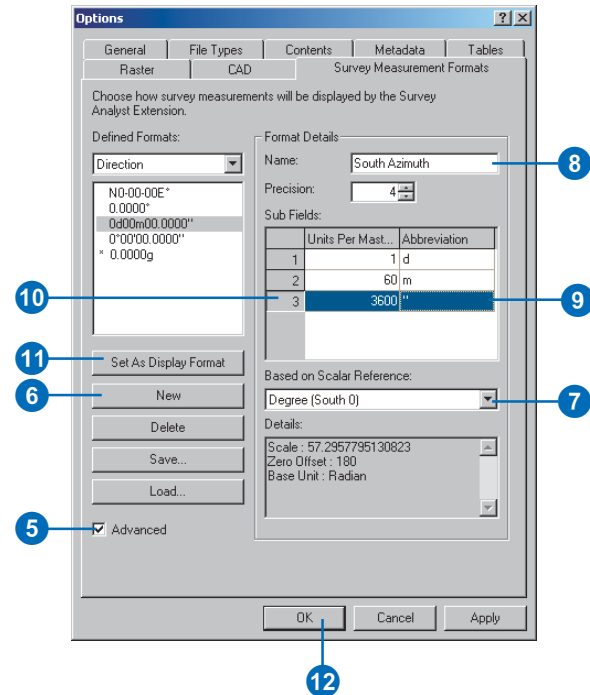 Options
General File Types Contents Metadata Tables
Raster CAD Survey Measurement Formats
Choose how survey measurements will be displayed by the Survey
Analyst Extension.
Defined Formats:
Direction
N0-00-00E°
0.0000°
0d00m00.0000''
0°00'00.0000''
* 0.0000g
Set As Display Format
New
Delete
Save...
Load...
Advanced
Format Details
Name: South Azimuth
Precision: 4
Sub Fields:
Units Per Mast... Abbreviation
1 1 d
2 60 m
3 3600 ''
Based on Scalar Reference:
Degree (South 0)
Details:
Scale : 57.2957795130823
Zero Offset : 180
Base Unit : Radian
OK Cancel Apply
8
10
9
11
6
7
5
12